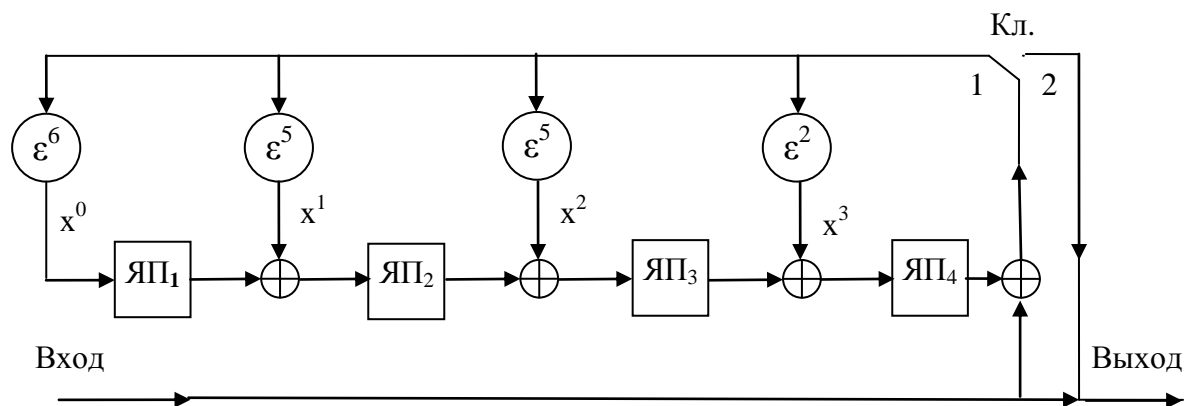 Кл.
1 2
ε⁶ ε⁵ ε⁵ ε²
x⁰ x¹ x² x³
ЯП₁ ЯП₂ ЯП₃ ЯП₄
Вход Выход